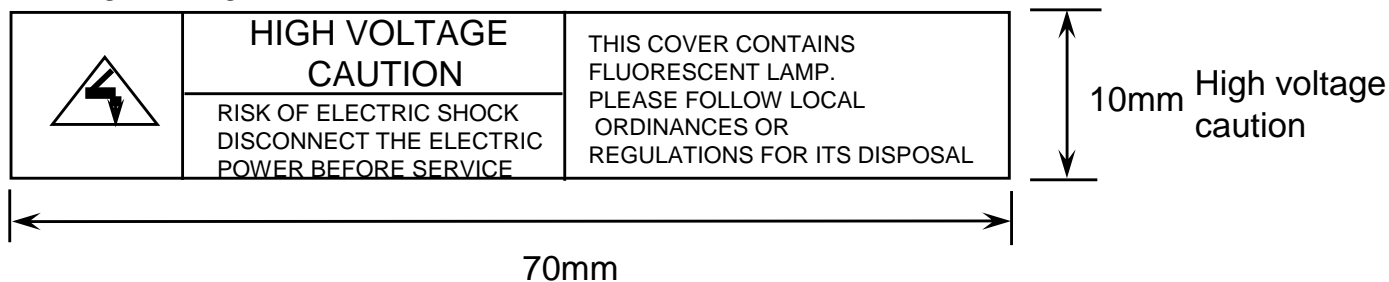 HIGH VOLTAGE
CAUTION
RISK OF ELECTRIC SHOCK
DISCONNECT THE ELECTRIC
POWER BEFORE SERVICE
THIS COVER CONTAINS
FLUORESCENT LAMP.
PLEASE FOLLOW LOCAL
ORDINANCES OR
REGULATIONS FOR ITS DISPOSAL
10mm
High voltage
caution
70mm